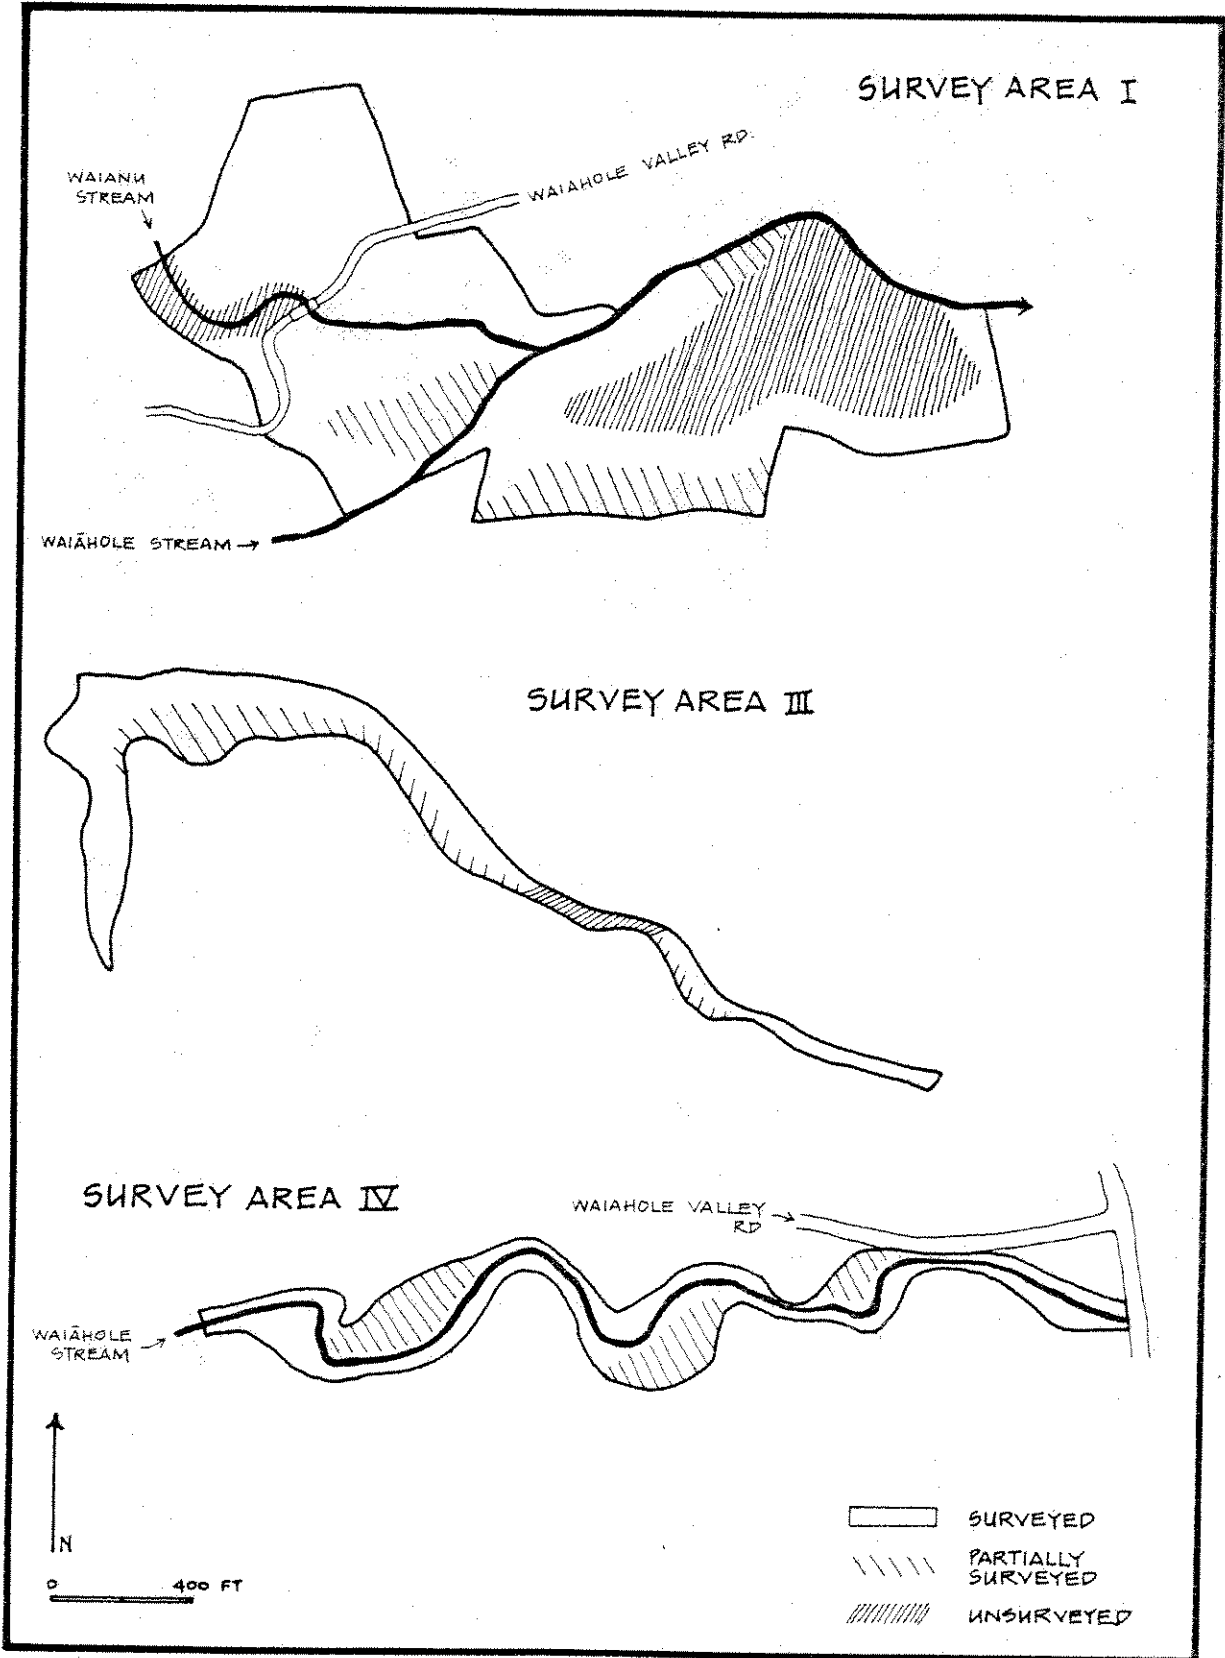 SURVEY AREA I
WAIAHOLE VALLEY RD.
WAIANU
STREAM
WAIĀHOLE STREAM
SURVEY AREA III
SURVEY AREA IV
WAIAHOLE VALLEY
RD
WAIĀHOLE
STREAM
N
0 400 FT
SURVEYED
PARTIALLY
SURVEYED
UNSURVEYED